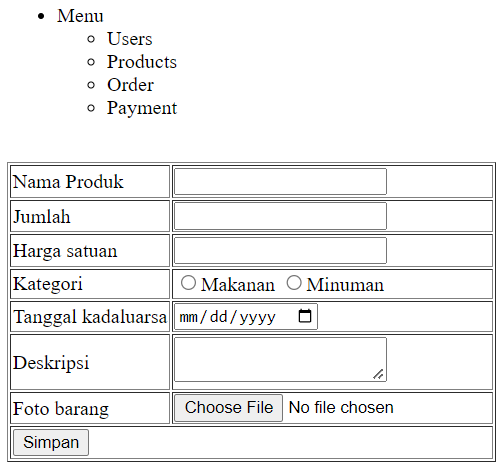 Menu
Users
Products
Order
Payment
Nama Produk
Jumlah
Harga satuan
Kategori Makanan Minuman
Tanggal kadaluarsa mm/dd/yyyy
Deskripsi
Foto barang Choose File No file chosen
Simpan